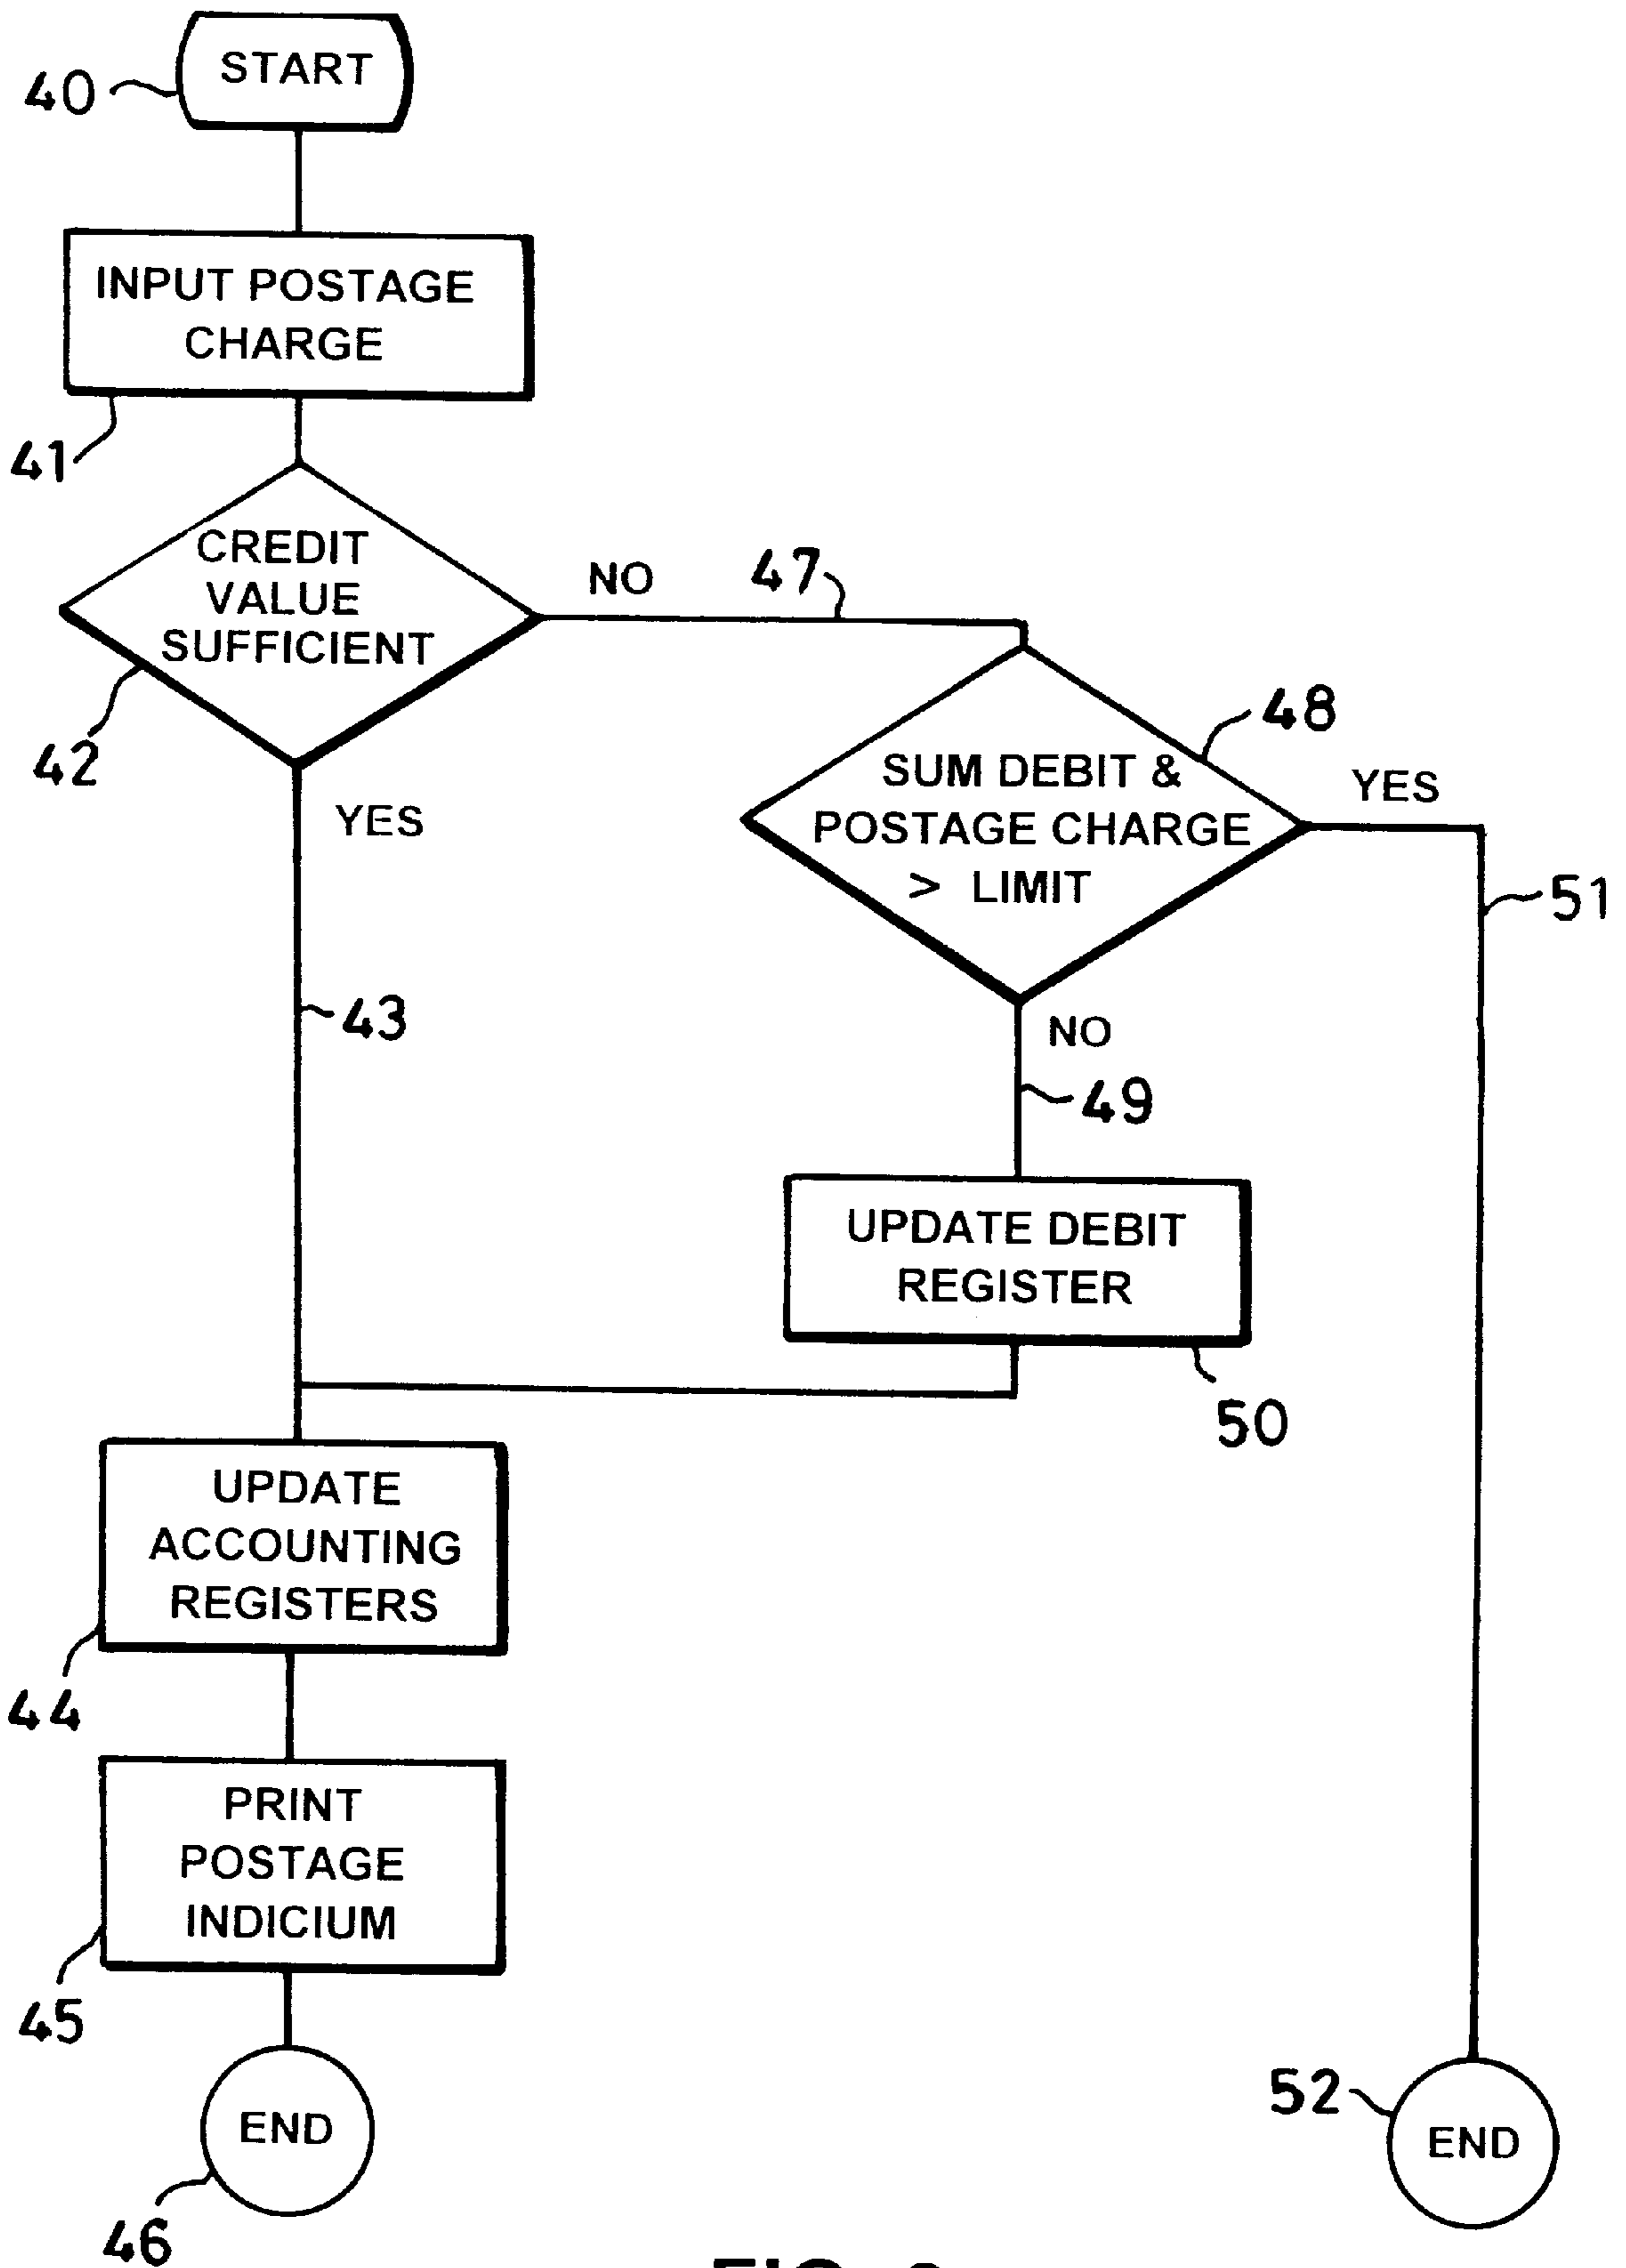 START
40
INPUT POSTAGE
CHARGE
41
CREDIT
VALUE
SUFFICIENT
42
NO
47
YES
43
48
SUM DEBIT &
POSTAGE CHARGE
> LIMIT
YES
51
NO
49
UPDATE DEBIT
REGISTER
50
UPDATE
ACCOUNTING
REGISTERS
44
PRINT
POSTAGE
INDICIUM
45
END
46
52
END